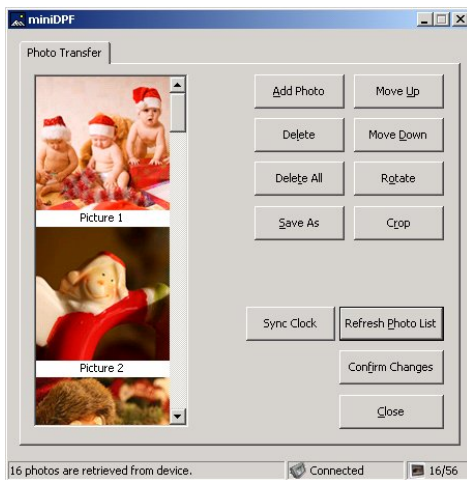 miniDPF
Photo Transfer
Add Photo
Move Up
Delete
Move Down
Delete All
Rotate
Save As
Crop
Picture 1
Sync Clock
Refresh Photo List
Picture 2
Confirm Changes
Close
16 photos are retrieved from device.
Connected
16/56